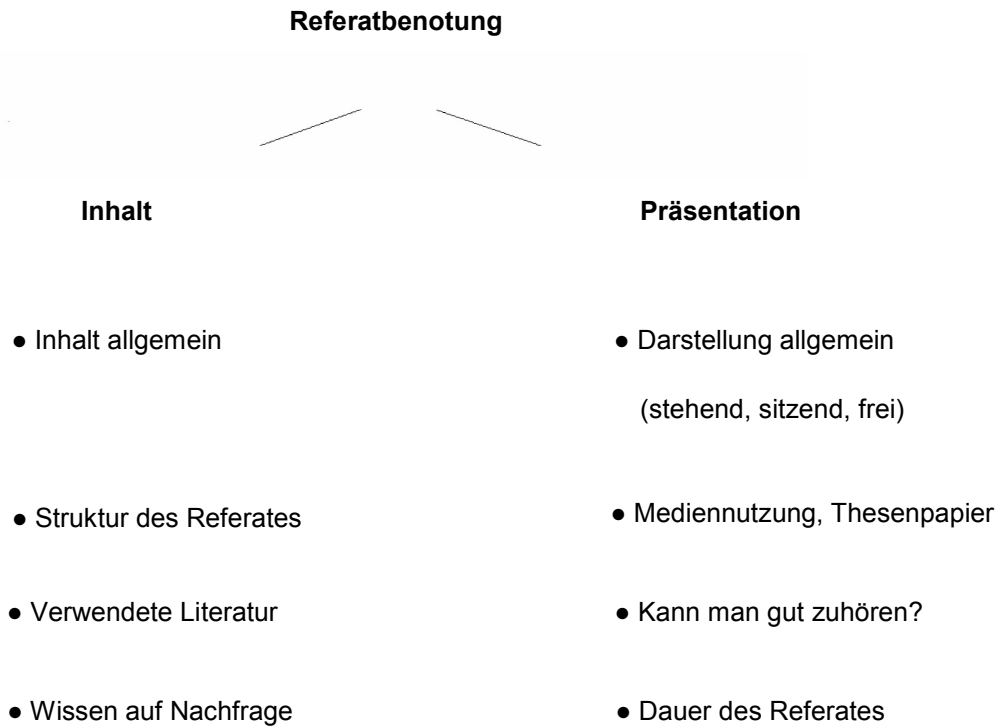 Referatbenotung
Inhalt
Präsentation
● Inhalt allgemein
● Darstellung allgemein
(stehend, sitzend, frei)
● Struktur des Referates
● Mediennutzung, Thesenpapier
● Verwendete Literatur
● Kann man gut zuhören?
● Wissen auf Nachfrage
● Dauer des Referates